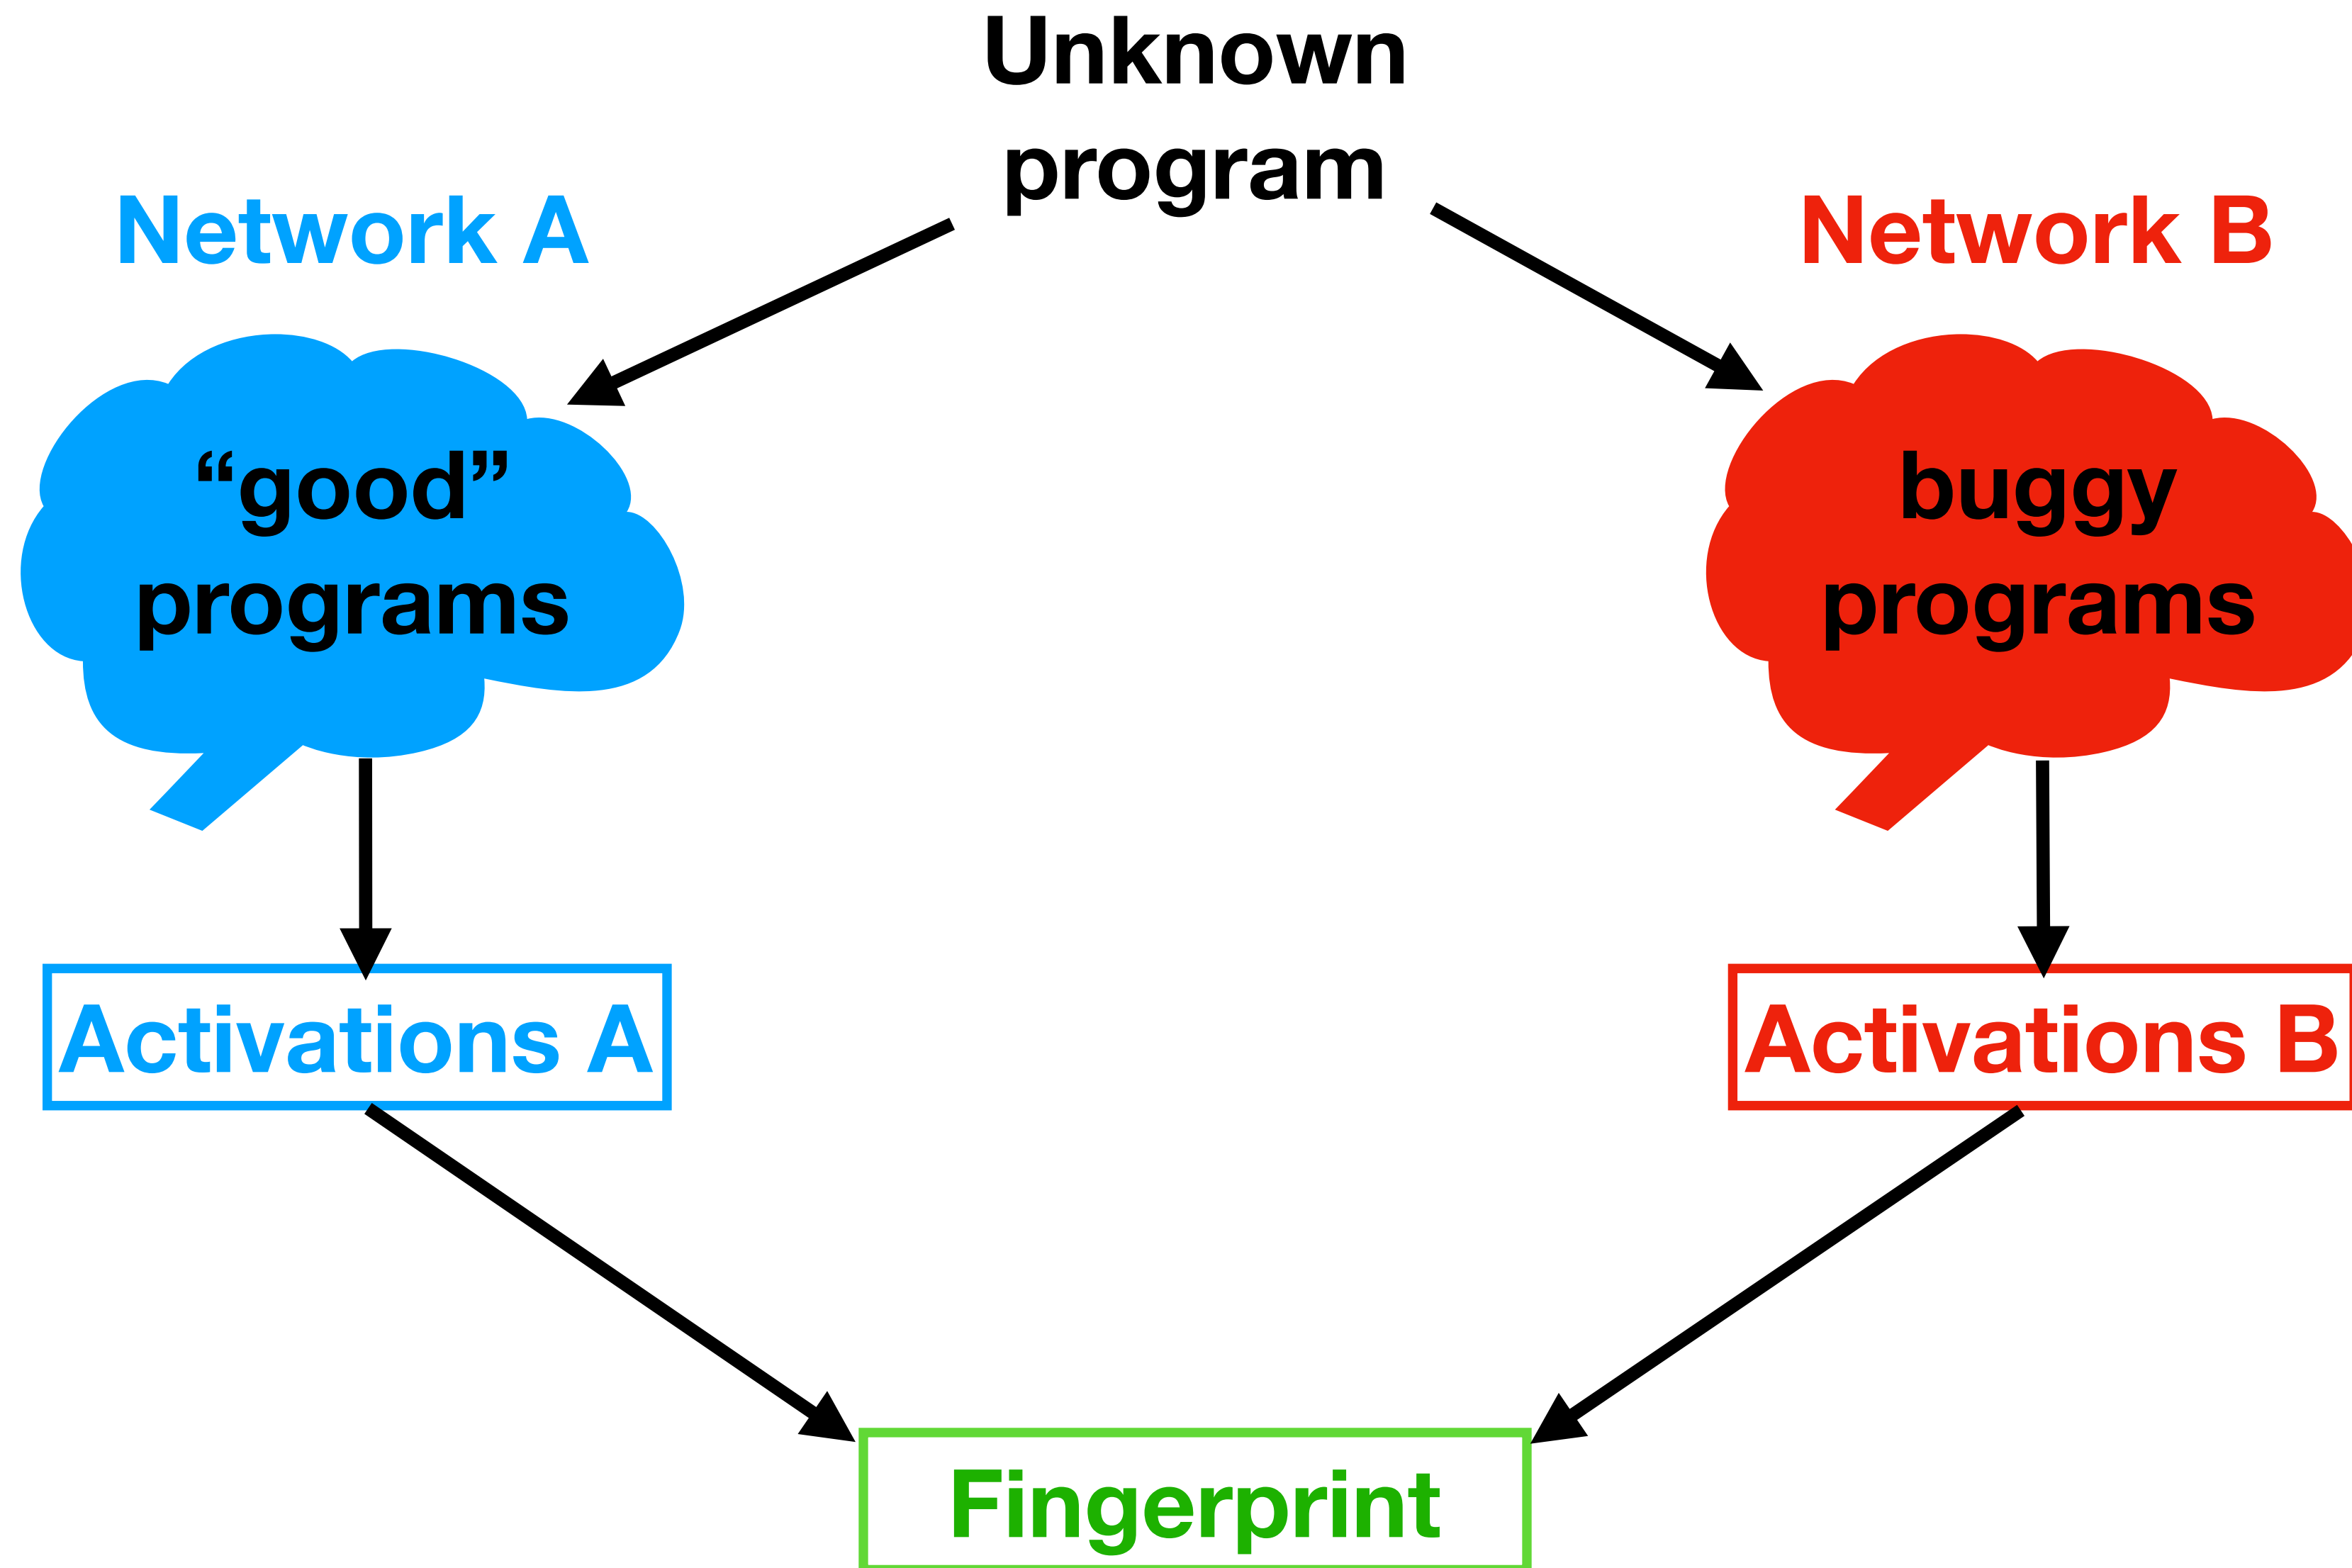 Unknown
program
Network A
Network B
“good”
programs
buggy
programs
Activations A
Activations B
Fingerprint